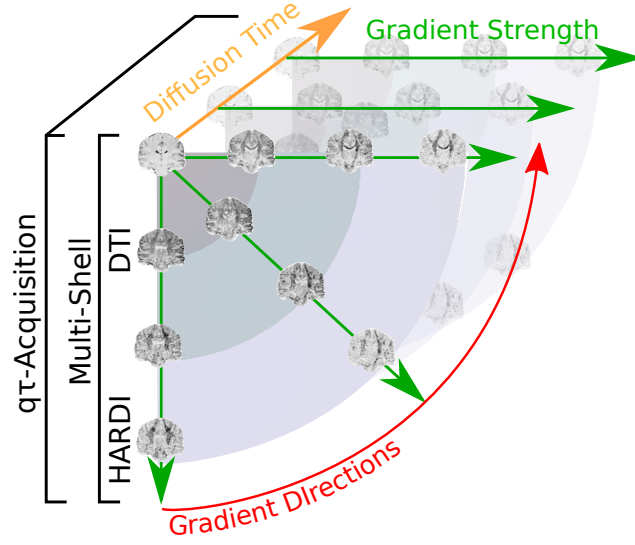 Diffusion Time
Gradient Strength
qτ-Acquisition
Multi-Shell
DTI
HARDI
Gradient DIrections